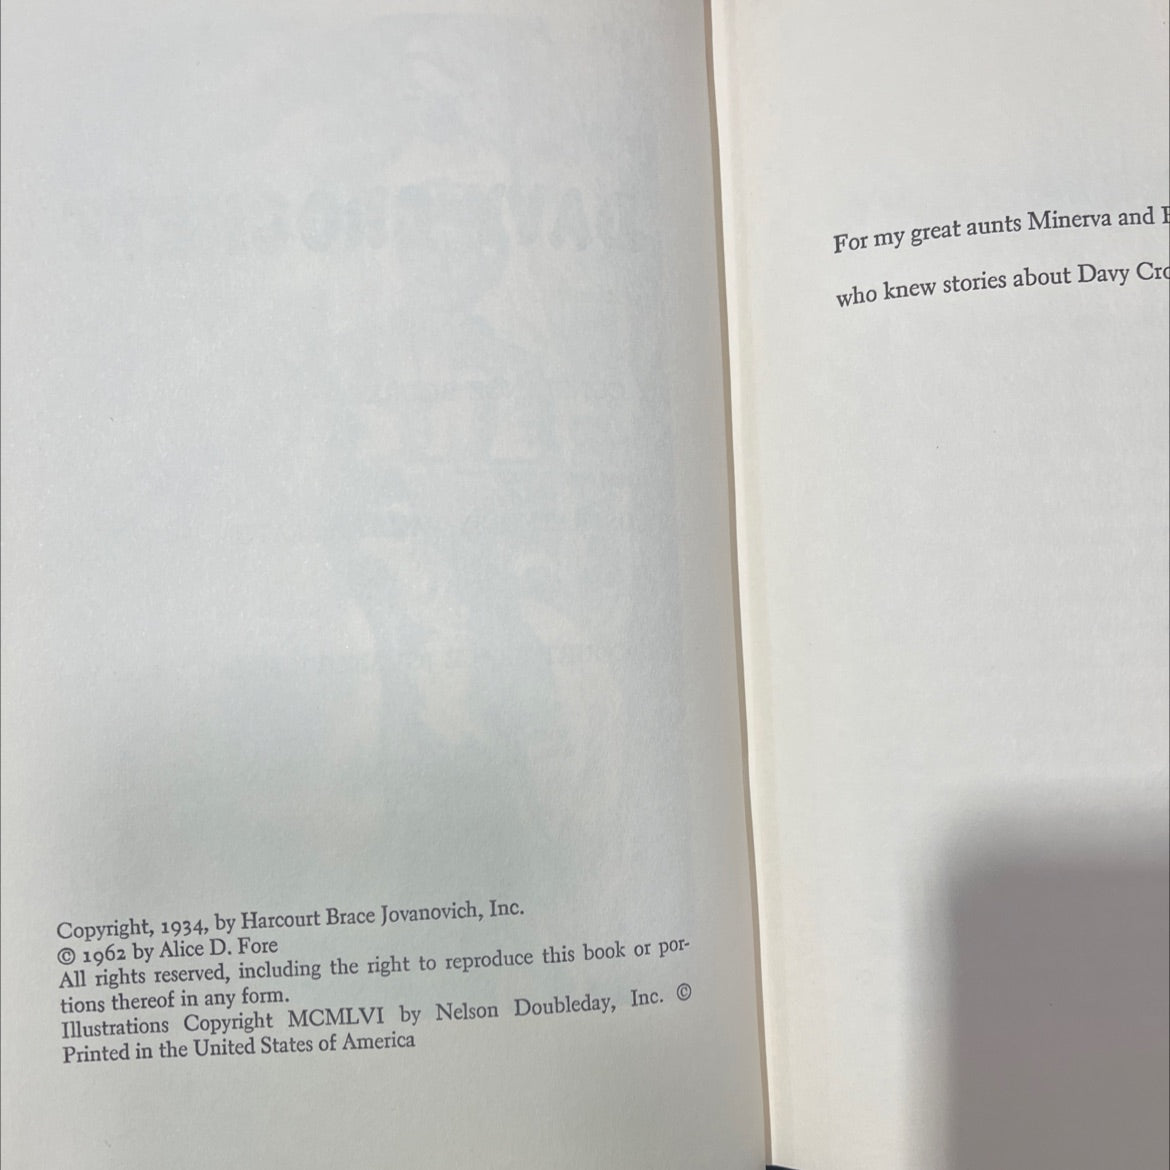 Copyright, 1934, by Harcourt Brace Jovanovich, Inc.
© 1962 by Alice D. Fore
All rights reserved, including the right to reproduce this book or por-
tions thereof in any form.
Illustrations Copyright MCMLVI by Nelson Doubleday, Inc. ©
Printed in the United States of America
For my great aunts Minerva and
who knew stories about Davy